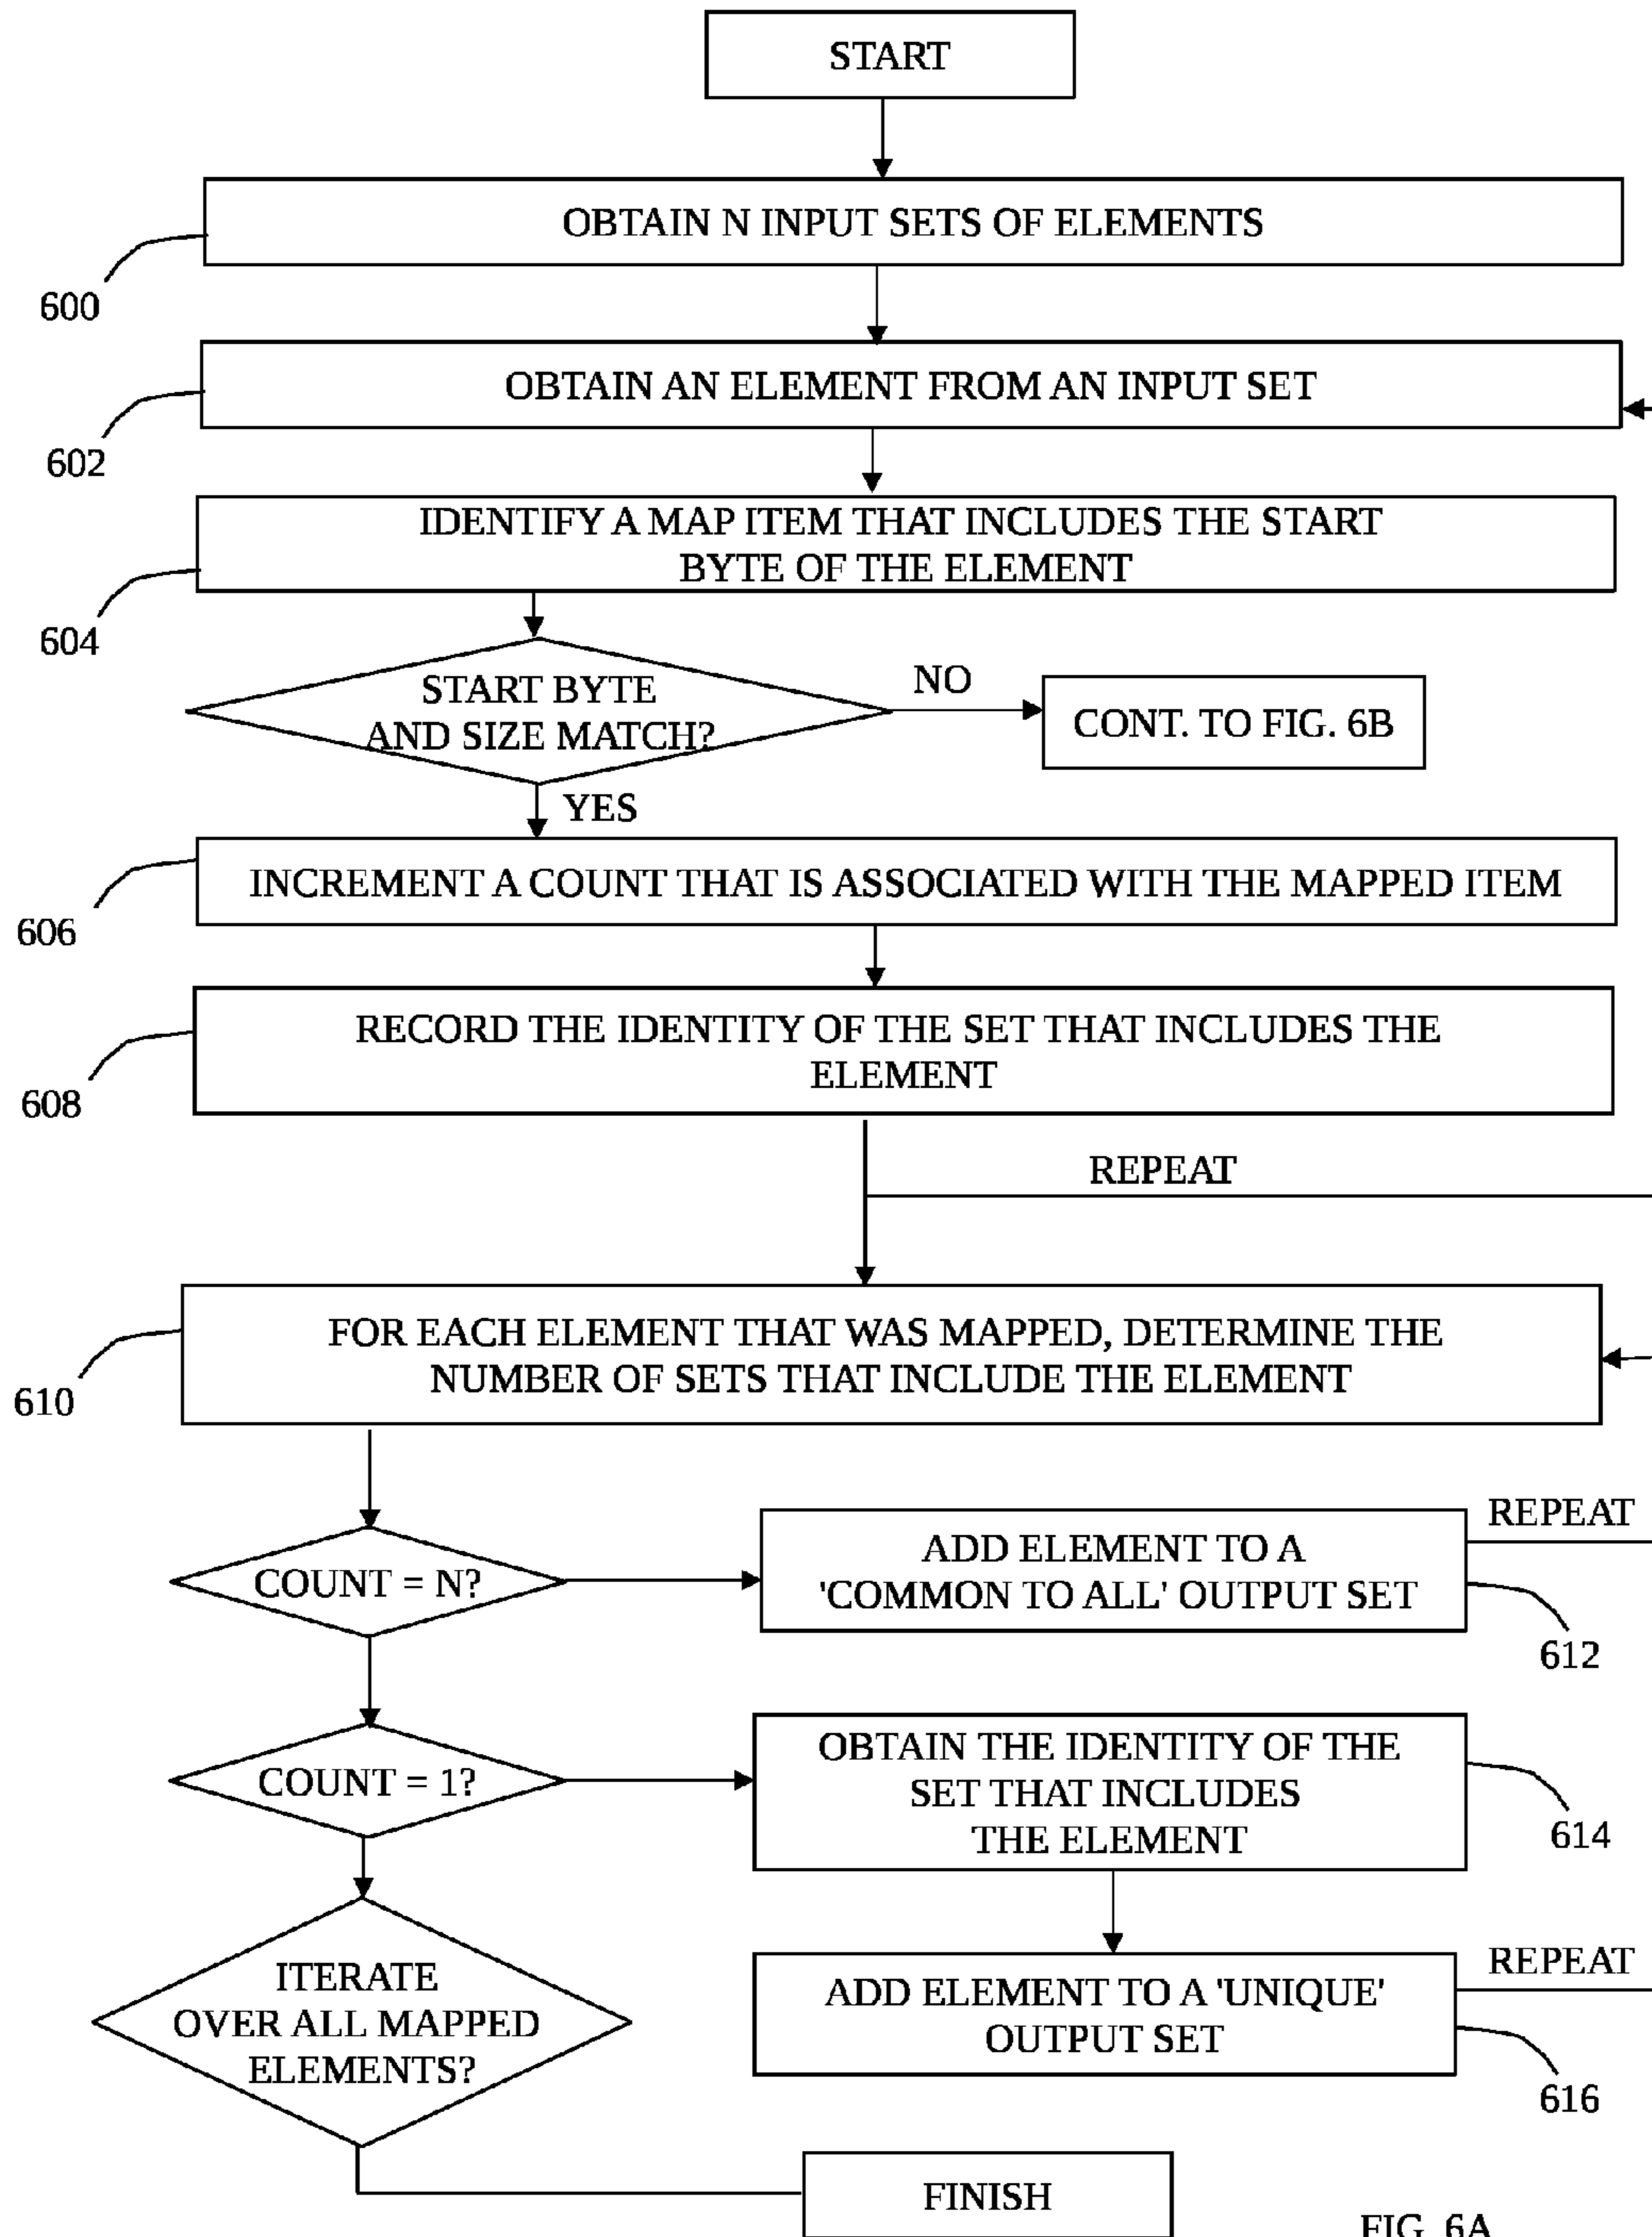 START
OBTAIN N INPUT SETS OF ELEMENTS
600
OBTAIN AN ELEMENT FROM AN INPUT SET
602
IDENTIFY A MAP ITEM THAT INCLUDES THE START
BYTE OF THE ELEMENT
604
START BYTE
AND SIZE MATCH?
NO
CONT. TO FIG. 6B
YES
INCREMENT A COUNT THAT IS ASSOCIATED WITH THE MAPPED ITEM
606
RECORD THE IDENTITY OF THE SET THAT INCLUDES THE
ELEMENT
608
REPEAT
FOR EACH ELEMENT THAT WAS MAPPED, DETERMINE THE
NUMBER OF SETS THAT INCLUDE THE ELEMENT
610
COUNT = N?
ADD ELEMENT TO A
'COMMON TO ALL' OUTPUT SET
REPEAT
612
COUNT = 1?
OBTAIN THE IDENTITY OF THE
SET THAT INCLUDES
THE ELEMENT
614
ITERATE
OVER ALL MAPPED
ELEMENTS?
ADD ELEMENT TO A 'UNIQUE'
OUTPUT SET
REPEAT
616
FINISH
FIG. 6A